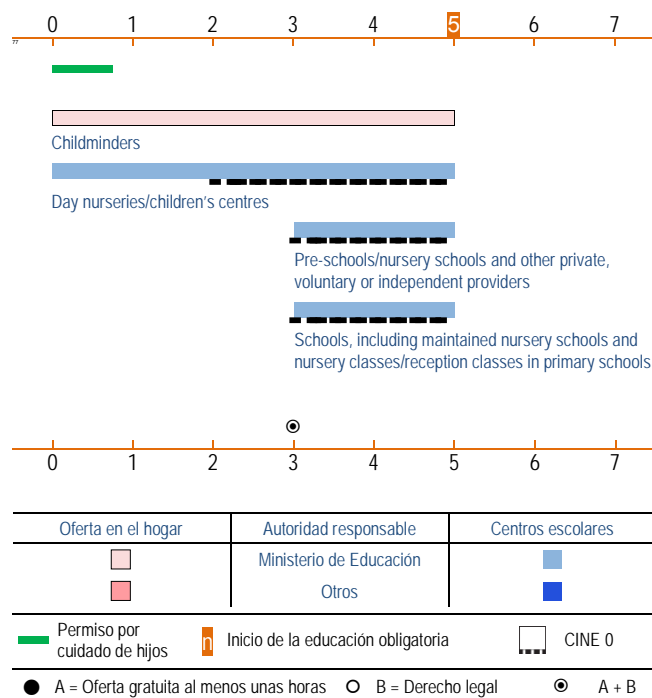 0 1 2 3 4 5 6 7
77
Childminders
Day nurseries/children's centres
Pre-schools/nursery schools and other private,
voluntary or independent providers
Schools, including maintained nursery schools and
nursery classes/reception classes in primary schools
0 1 2 3 4 5 6 7
Oferta en el hogar Autoridad responsable Centros escolares
Ministerio de Educación
Otros
Permiso por
cuidado de hijos
n Inicio de la educación obligatoria
CINE 0
A = Oferta gratuita al menos unas horas B = Derecho legal A + B